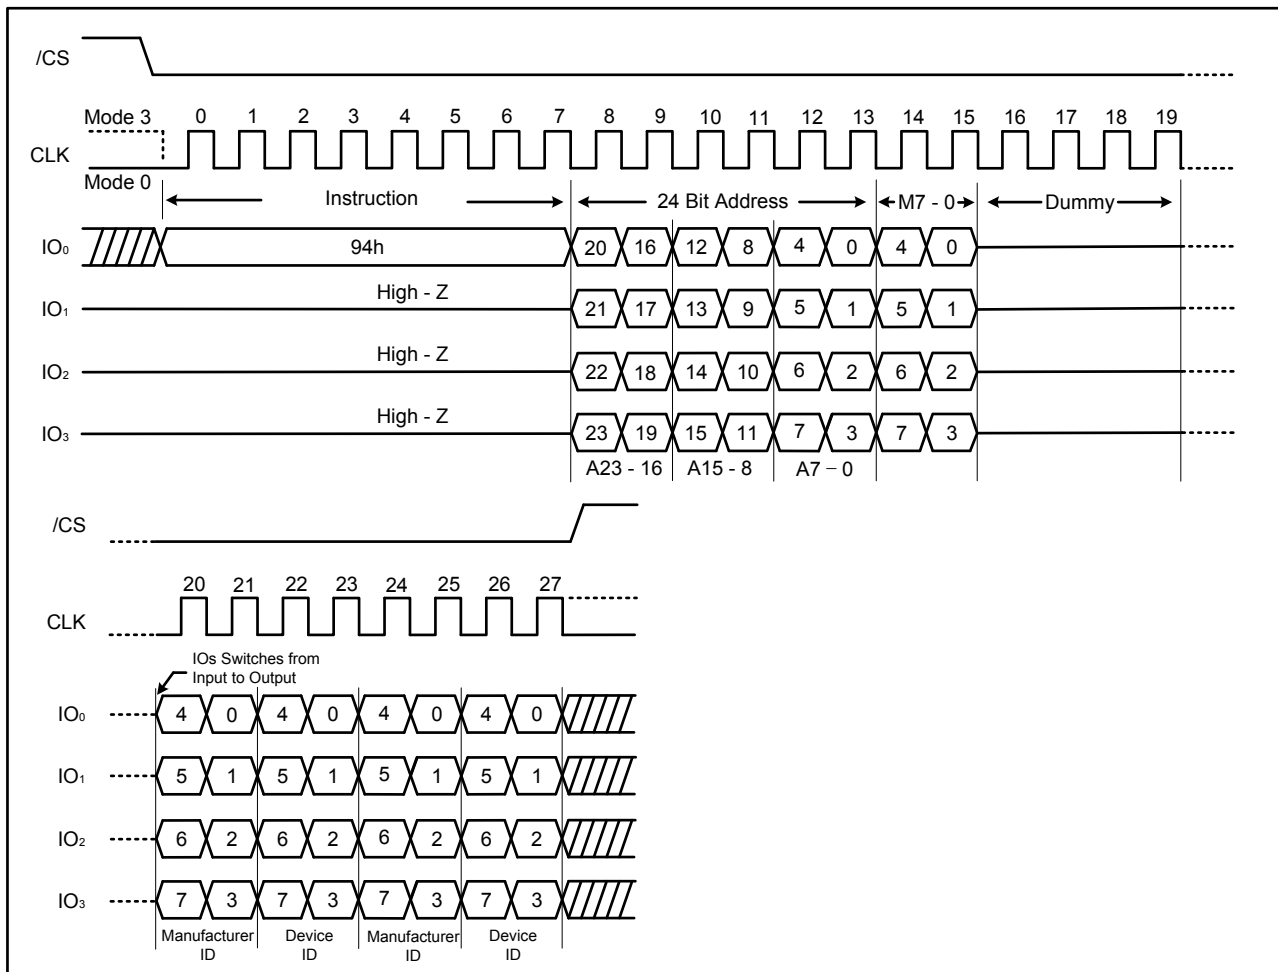 /CS
Mode 3 0 1 2 3 4 5 6 7 8 9 10 11 12 13 14 15 16 17 18 19
CLK
Mode 0
Instruction 24 Bit Address M7 - 0 Dummy
IO₀ 94h 20 16 12 8 4 0 4 0
High - Z
IO₁ 21 17 13 9 5 1 5 1
High - Z
IO₂ 22 18 14 10 6 2 6 2
High - Z
IO₃ 23 19 15 11 7 3 7 3
A23 - 16 A15 - 8 A7 – 0
/CS
20 21 22 23 24 25 26 27
CLK
IOs Switches from
Input to Output
IO₀ 4 0 4 0 4 0 4 0
IO₁ 5 1 5 1 5 1 5 1
IO₂ 6 2 6 2 6 2 6 2
IO₃ 7 3 7 3 7 3 7 3
Manufacturer Device Manufacturer Device
ID ID ID ID